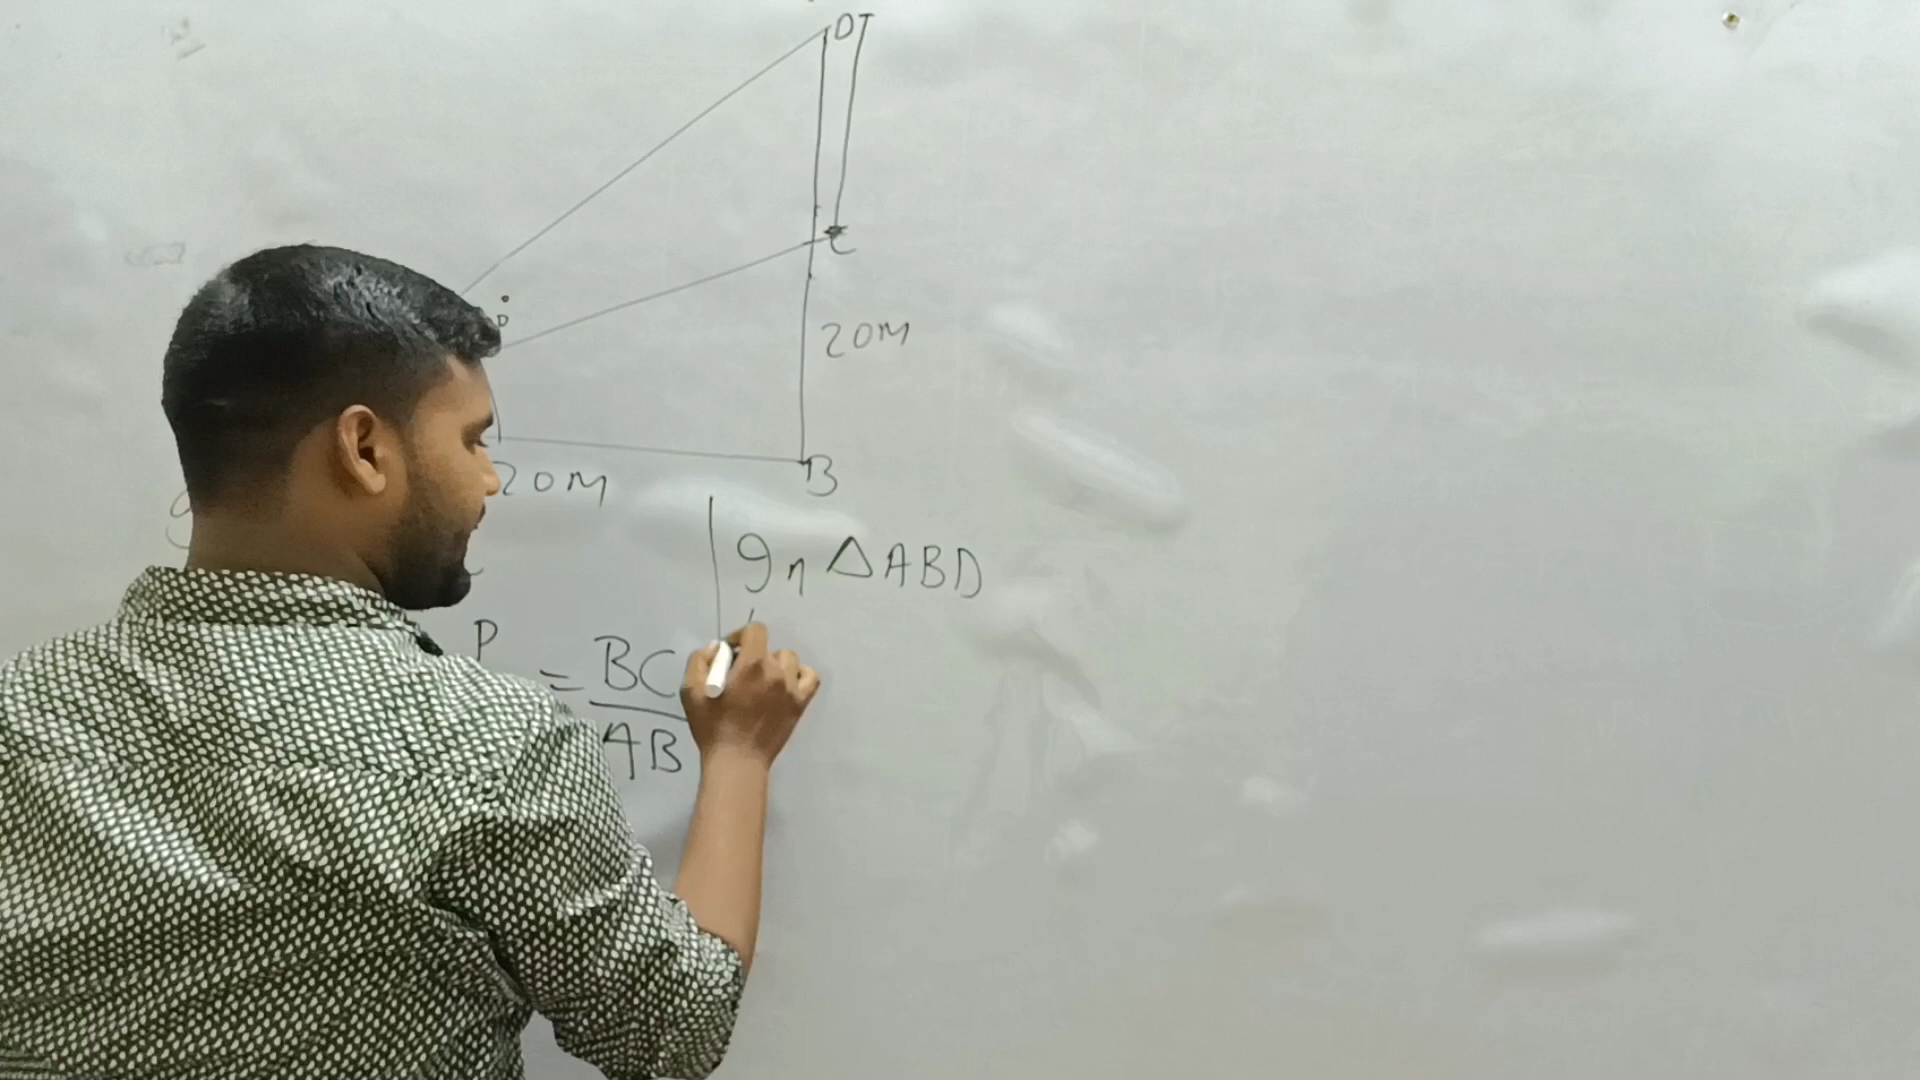 D T
C
20M
B
20M
In △ABD
P
= BC
AB